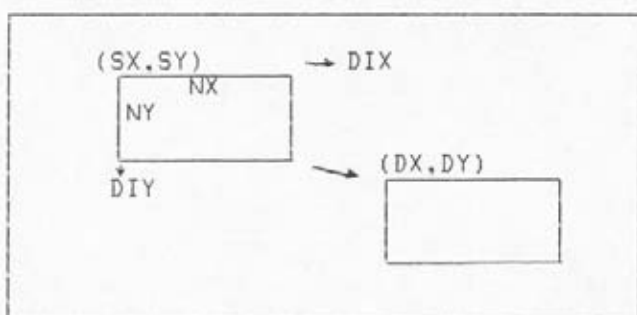 (SX,SY) → DIX
NX
NY
DIY
(DX,DY)